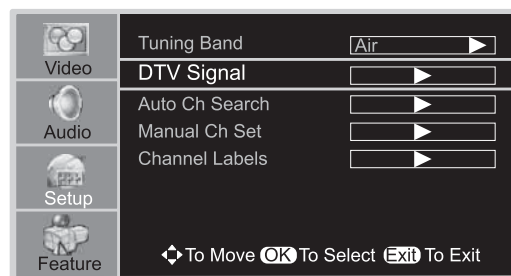 Video
Audio
Setup
Feature
Tuning Band Air
DTV Signal
Auto Ch Search
Manual Ch Set
Channel Labels
To Move OK To Select Exit To Exit